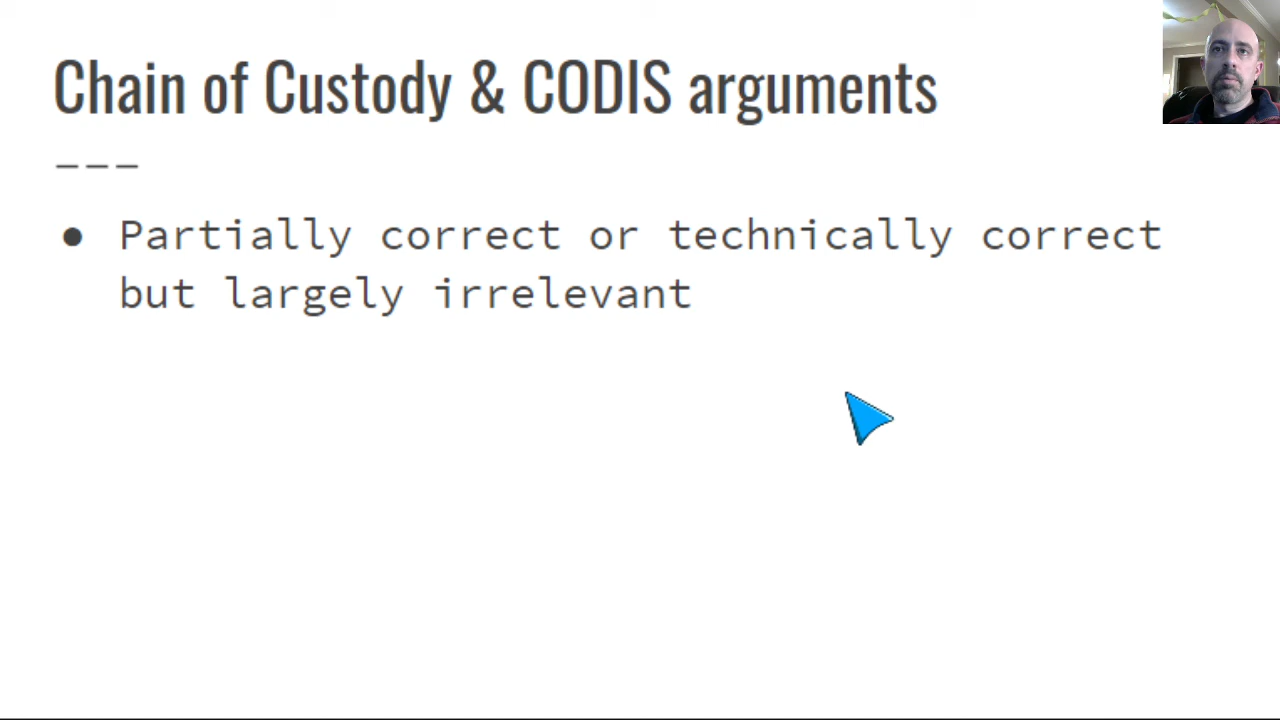 Chain of Custody & CODIS arguments
---
● Partially correct or technically correct
but largely irrelevant